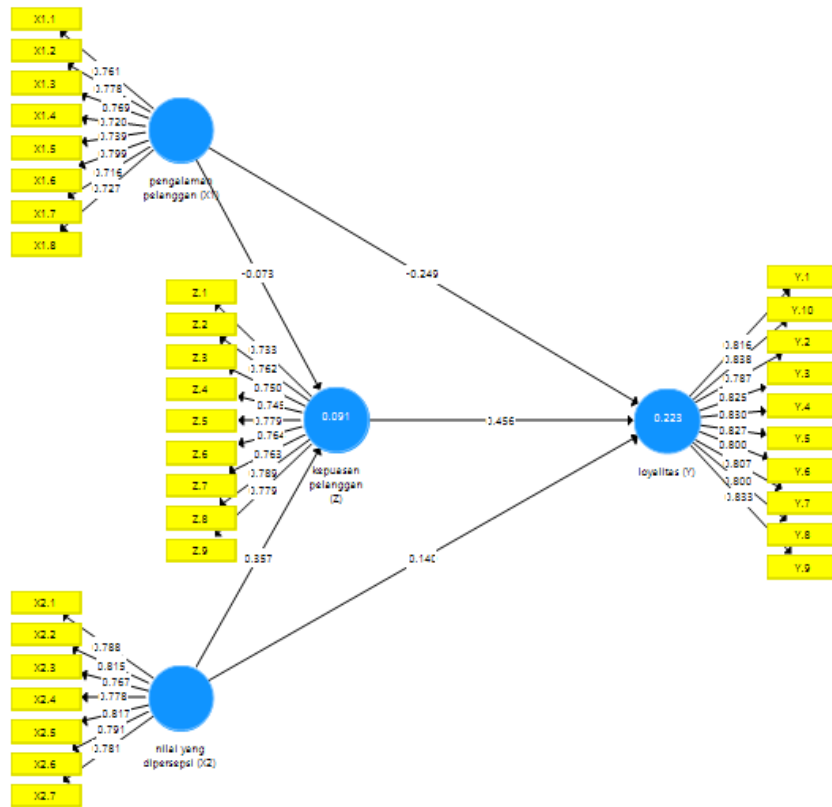 X1.1
X1.2
X1.3
X1.4
X1.5
X1.6
X1.7
X1.8
0.761
0.778
0.769
0.720
0.739
0.799
0.716
0.727
pengalaman
pelanggan (X1)
-0.073
-0.249
Z.1
Z.2
Z.3
Z.4
Z.5
Z.6
Z.7
Z.8
Z.9
0.733
0.762
0.750
0.779
0.764
0.763
0.789
0.779
0.091
kepuasan
pelanggan
(Z)
0.456
0.357
0.140
0.223
loyalitas (Y)
0.816
0.838
0.787
0.825
0.830
0.827
0.800
0.807
0.800
0.833
Y.1
Y.10
Y.2
Y.3
Y.4
Y.5
Y.6
Y.7
Y.8
Y.9
X2.1
X2.2
X2.3
X2.4
X2.5
X2.6
X2.7
0.788
0.815
0.767
0.778
0.817
0.791
0.781
nilai yang
dipersepsi (X2)